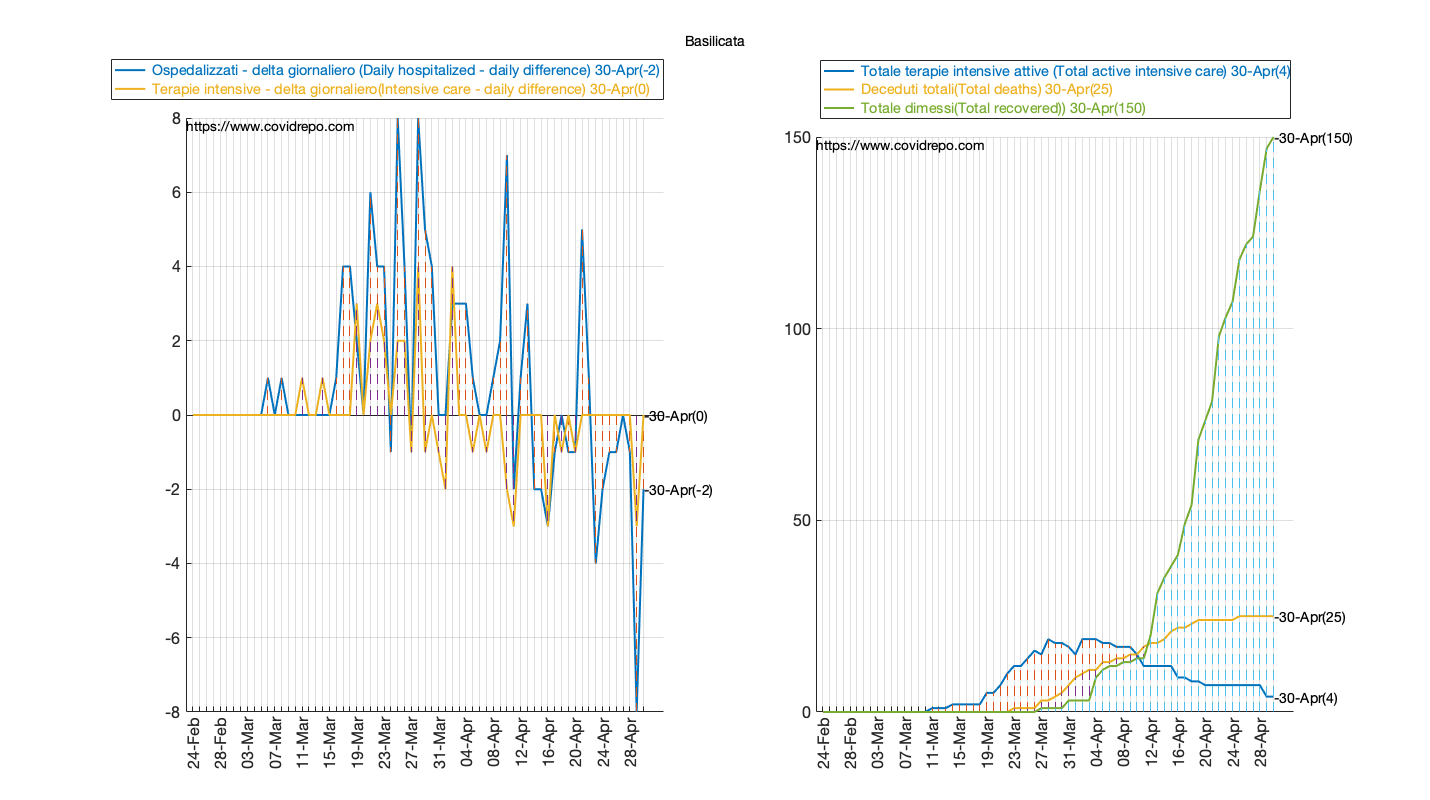 Basilicata
Ospedalizzati - delta giornaliero (Daily hospitalized - daily difference) 30-Apr(-2)
Terapie intensive - delta giornaliero(Intensive care - daily difference) 30-Apr(0)
https://www.covidrepo.com
8
6
4
2
0
-2
-4
-6
-8
-30-Apr(0)
-30-Apr(-2)
24-Feb
28-Feb
03-Mar
07-Mar
11-Mar
15-Mar
19-Mar
23-Mar
27-Mar
31-Mar
04-Apr
08-Apr
12-Apr
16-Apr
20-Apr
24-Apr
28-Apr
Totale terapie intensive attive (Total active intensive care) 30-Apr(4)
Deceduti totali(Total deaths) 30-Apr(25)
Totale dimessi(Total recovered)) 30-Apr(150)
https://www.covidrepo.com
150
100
50
0
-30-Apr(150)
-30-Apr(25)
-30-Apr(4)
24-Feb
28-Feb
03-Mar
07-Mar
11-Mar
15-Mar
19-Mar
23-Mar
27-Mar
31-Mar
04-Apr
08-Apr
12-Apr
16-Apr
20-Apr
24-Apr
28-Apr